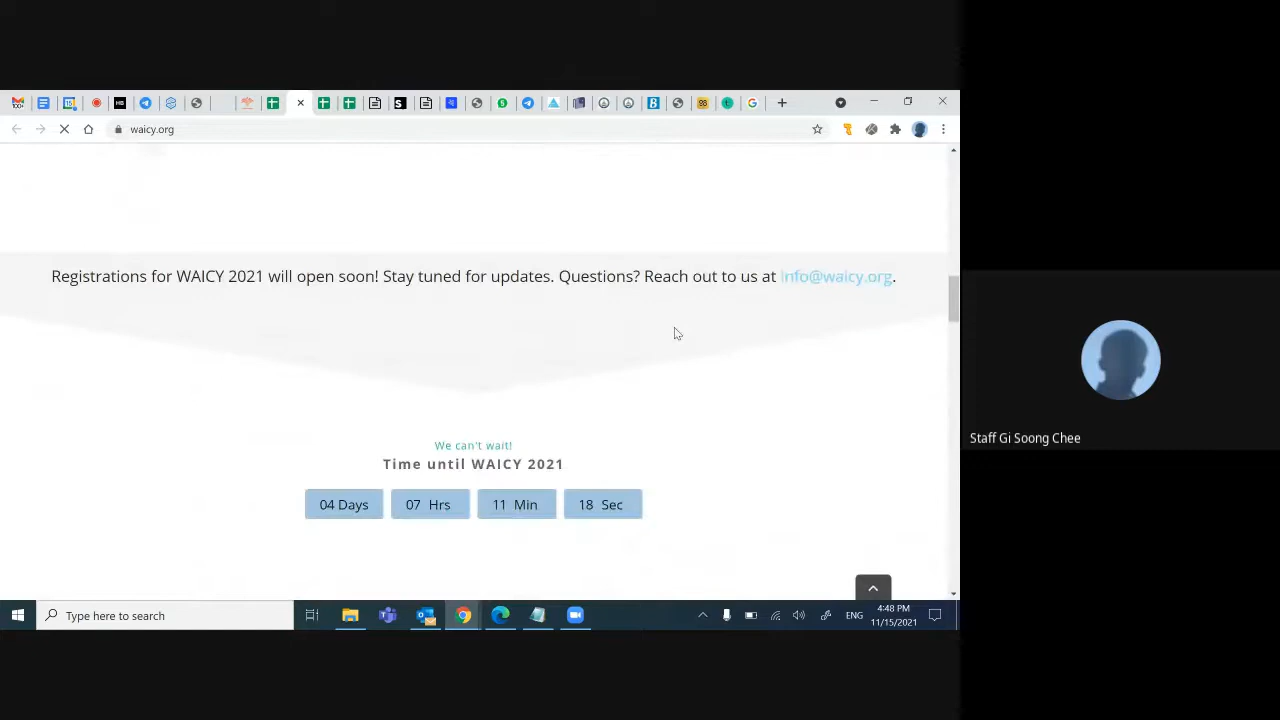 waicy.org
Registrations for WAICY 2021 will open soon! Stay tuned for updates. Questions? Reach out to us at info@waicy.org.
We can't wait!
Time until WAICY 2021
04 Days 07 Hrs 11 Min 18 Sec
Staff Gi Soong Chee
Type here to search
ENG
4:48 PM
11/15/2021